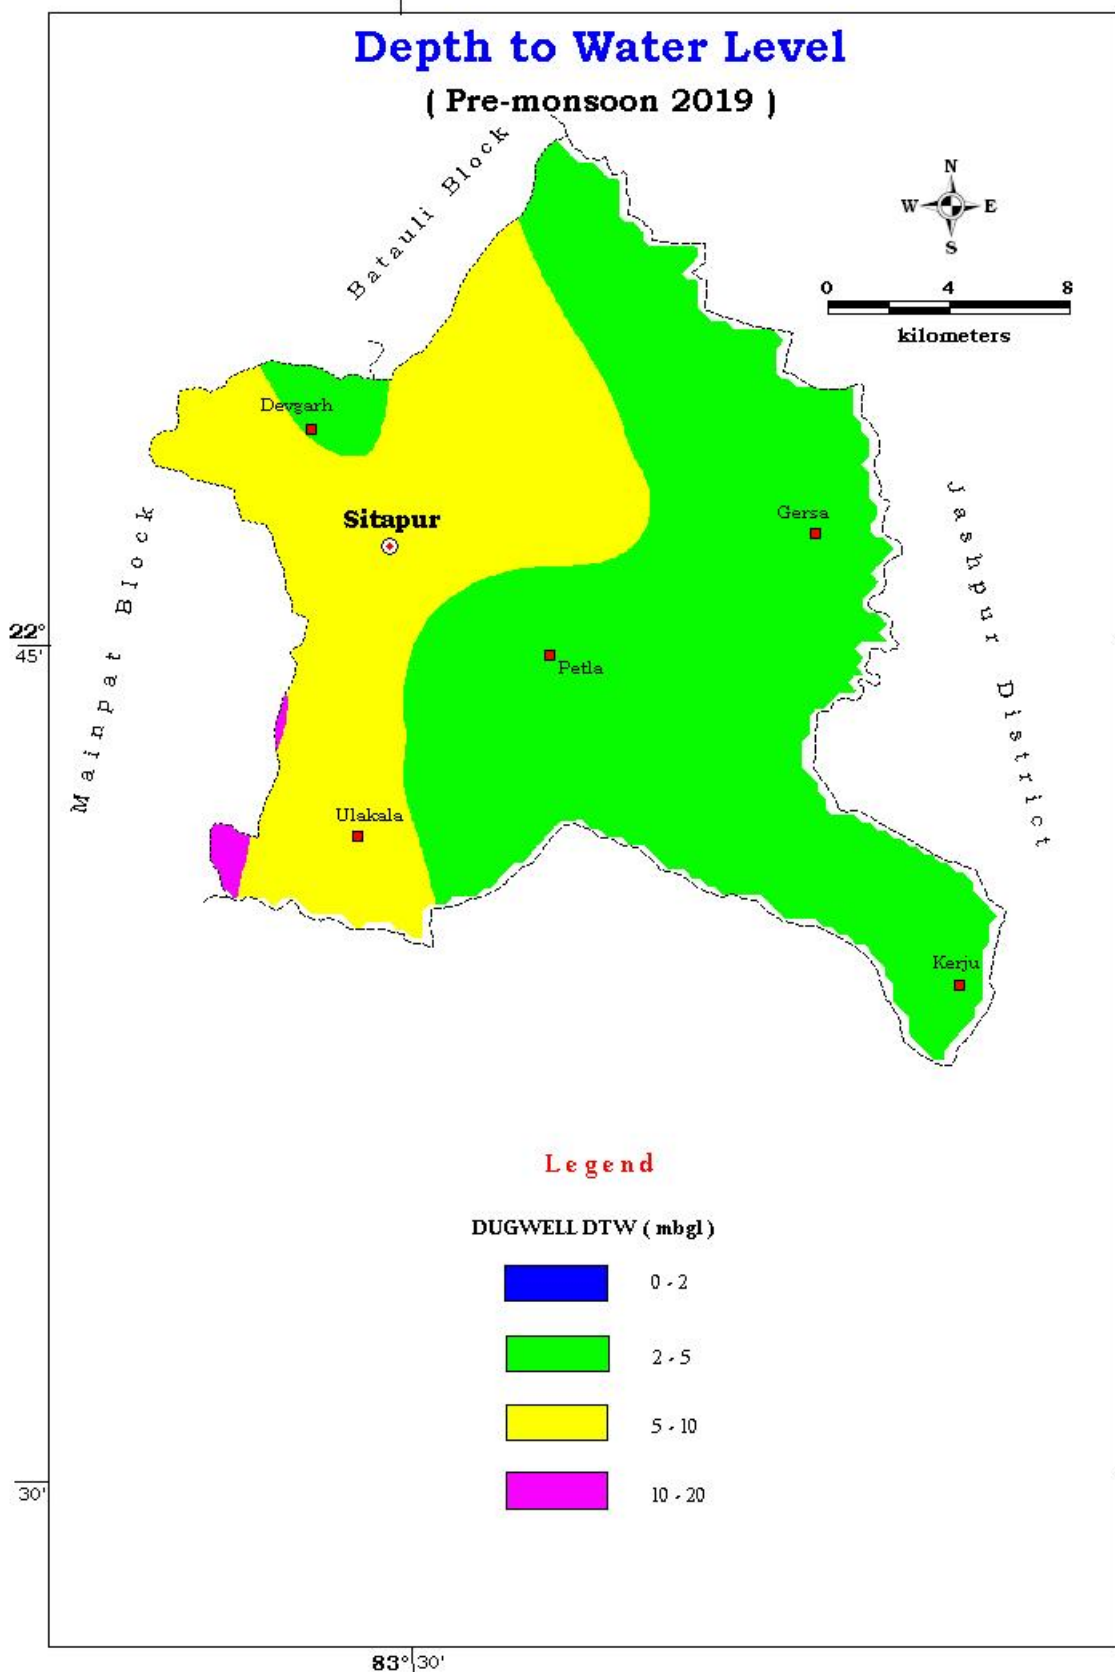 Depth to Water Level
( Pre-monsoon 2019 )
Batauli Block
N
W E
S
0 4 8
kilometers
Devgarh
Sitapur
Gersa
Mainpat Block
Jashpur District
22°
45'
Petla
Ulakala
Kerju
Legend
DUGWELL DTW ( mbgl )
0 - 2
2 - 5
5 - 10
10 - 20
30'
83° 30'